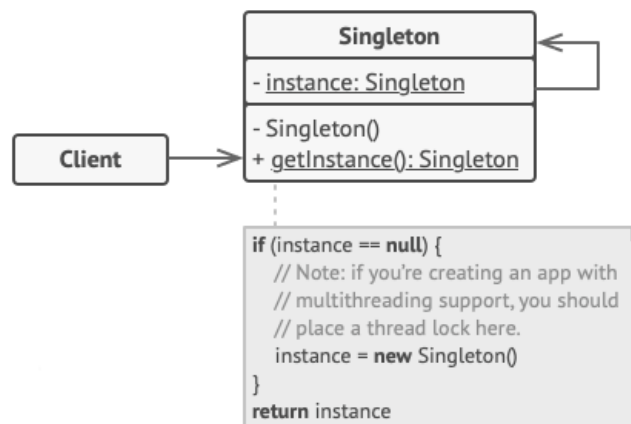 Singleton
- instance: Singleton
- Singleton()
+ getInstance(): Singleton
Client
if (instance == null) {
// Note: if you're creating an app with
// multithreading support, you should
// place a thread lock here.
instance = new Singleton()
}
return instance